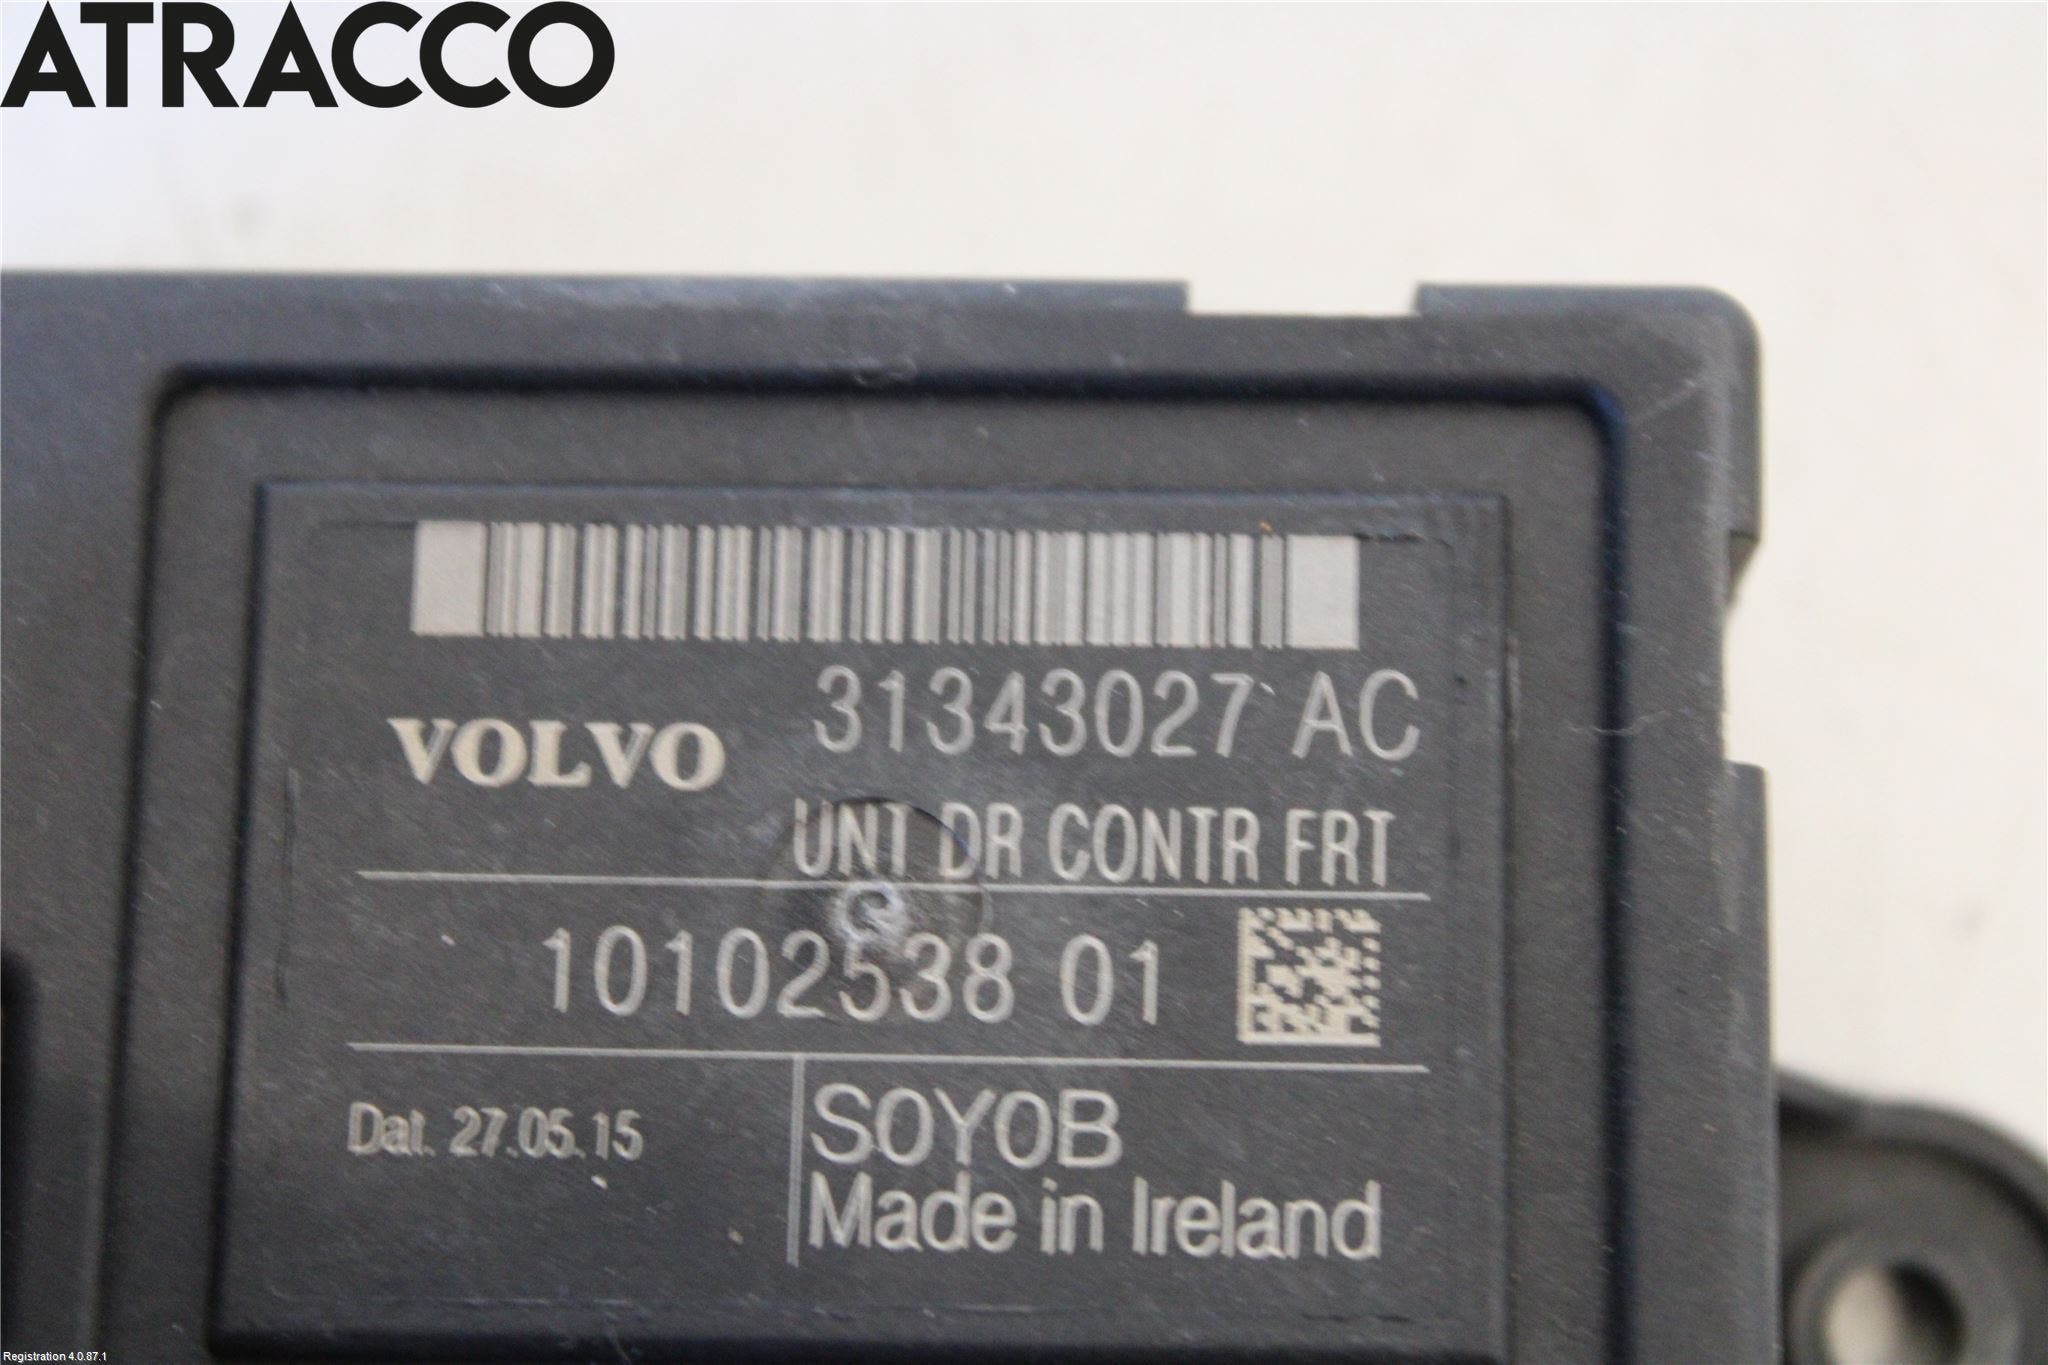 ATRACCO
31343027 AC
VOLVO
UNT DR CONTR FRT
10102538 01
Dat. 27.05.15
S0Y0B
Made in Ireland
Registration 4.0.87.1